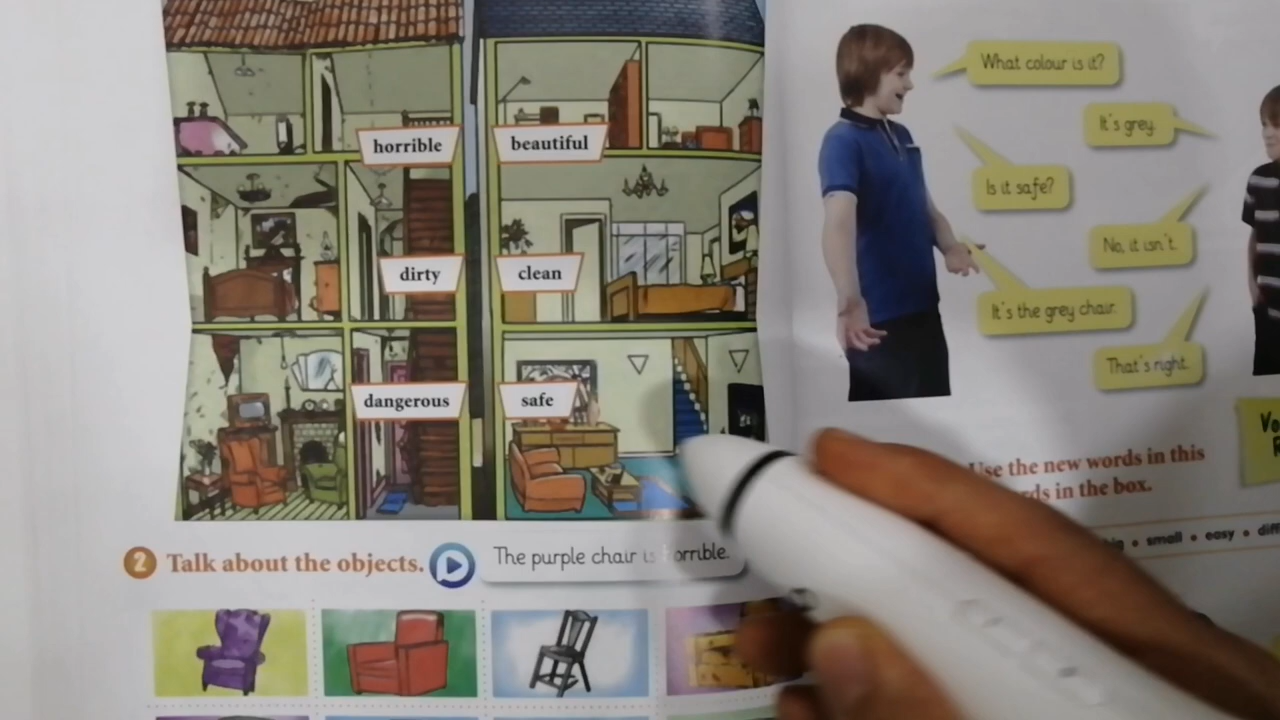 horrible
beautiful
dirty
clean
dangerous
safe
2 Talk about the objects.
The purple chair is orrible.
What colour is it?
It's grey.
Is it safe?
No, it isn't.
It's the grey chair.
That's right.
Use the new words in this
in the box.
small • easy •